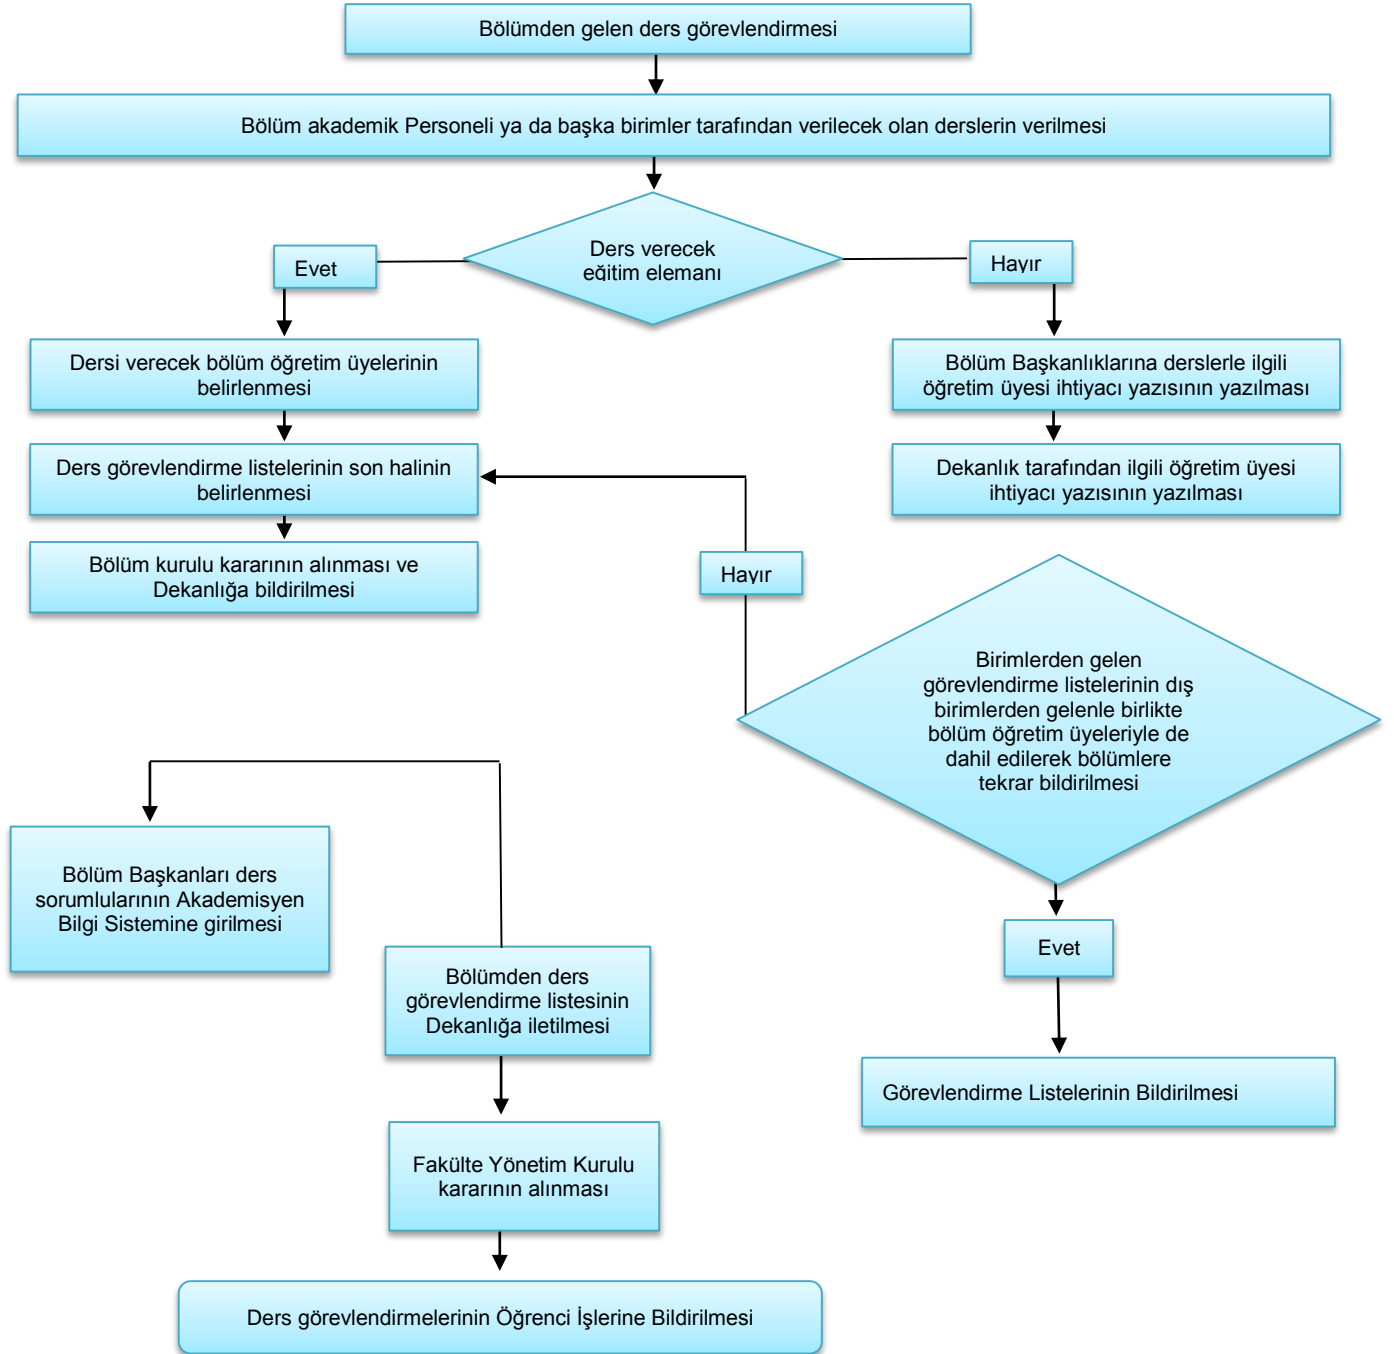 Bölümden gelen ders görevlendirmesi
Bölüm akademik Personeli ya da başka birimler tarafından verilecek olan derslerin verilmesi
Ders verecek
eğitim elemanı
Evet
Hayır
Dersi verecek bölüm öğretim üyelerinin
belirlenmesi
Bölüm Başkanlıklarına derslerle ilgili
öğretim üyesi ihtiyacı yazısının yazılması
Ders görevlendirme listelerinin son halinin
belirlenmesi
Dekanlık tarafından ilgili öğretim üyesi
ihtiyacı yazısının yazılması
Bölüm kurulu kararının alınması ve
Dekanlığa bildirilmesi
Hayır
Birimlerden gelen
görevlendirme listelerinin dış
birimlerden gelenle birlikte
bölüm öğretim üyeleriyle de
dahil edilerek bölümlere
tekrar bildirilmesi
Bölüm Başkanları ders
sorumlularının Akademisyen
Bilgi Sistemine girilmesi
Evet
Bölümden ders
görevlendirme listesinin
Dekanlığa iletilmesi
Görevlendirme Listelerinin Bildirilmesi
Fakülte Yönetim Kurulu
kararının alınması
Ders görevlendirmelerinin Öğrenci İşlerine Bildirilmesi